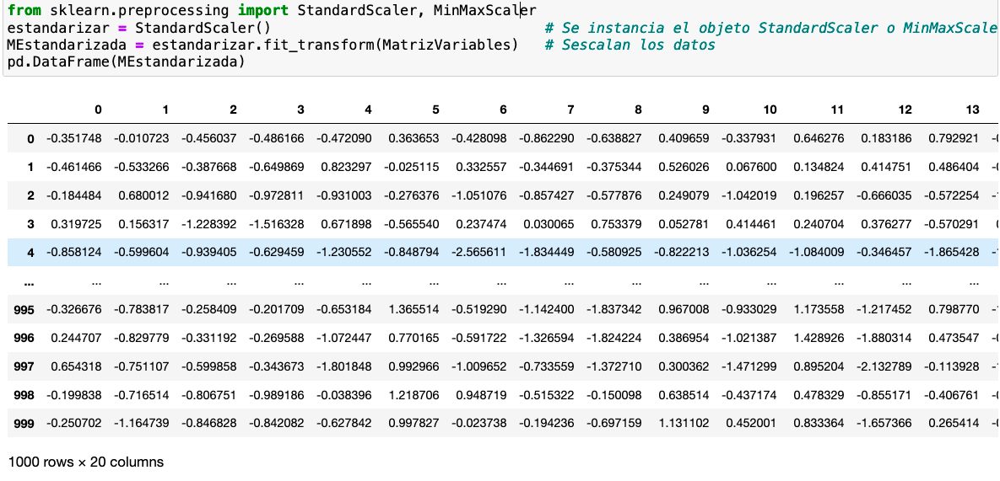 from sklearn.preprocessing import StandardScaler, MinMaxScaler
estandarizar = StandardScaler() # Se instancia el objeto StandardScaler o MinMaxScale
MEstandarizada = estandarizar.fit_transform(MatrizVariables) # Sescalan los datos
pd.DataFrame(MEstandarizada)
0 1 2 3 4 5 6 7 8 9 10 11 12 13
0 -0.351748 -0.010723 -0.456037 -0.486166 -0.472090 0.363653 -0.428098 -0.862290 -0.638827 0.409659 -0.337931 0.646276 0.183186 0.792921
1 -0.461466 -0.533266 -0.387668 -0.649869 0.823297 -0.025115 0.332557 -0.344691 -0.375344 0.526026 0.067600 0.134824 0.414751 0.486404
2 -0.184484 0.680012 -0.941680 -0.972811 -0.931003 -0.276376 -1.051076 -0.857427 -0.577876 0.249079 -1.042019 0.196257 -0.666035 -0.572254
3 0.319725 0.156317 -1.228392 -1.516328 0.671898 -0.565540 0.237474 0.030065 0.753379 0.052781 0.414461 0.240704 0.376277 -0.570291
4 -0.858124 -0.599604 -0.939405 -0.629459 -1.230552 -0.848794 -2.565611 -1.834449 -0.580925 -0.822213 -1.036254 -1.084009 -0.346457 -1.865428
... ... ... ... ... ... ... ... ... ... ... ... ... ... ...
995 -0.326676 -0.783817 -0.258409 -0.201709 -0.653184 1.365514 -0.519290 -1.142400 -1.837342 0.967008 -0.933029 1.173558 -1.217452 0.798770
996 0.244707 -0.829779 -0.331192 -0.269588 -1.072447 0.770165 -0.591722 -1.326594 -1.824224 0.386954 -1.021387 1.428926 -1.880314 0.473547
997 0.654318 -0.751107 -0.599858 -0.343673 -1.801848 0.992966 -1.009652 -0.733559 -1.372710 0.300362 -1.471299 0.895204 -2.132789 -0.113928
998 -0.199838 -0.716514 -0.806751 -0.989186 -0.038396 1.218706 0.948719 -0.515322 -0.150098 0.638514 -0.437174 0.478329 -0.855171 -0.406761
999 -0.250702 -1.164739 -0.846828 -0.842082 -0.627842 0.997827 -0.023738 -0.194236 -0.697159 1.131102 0.452001 0.833364 -1.657366 0.265414
1000 rows × 20 columns